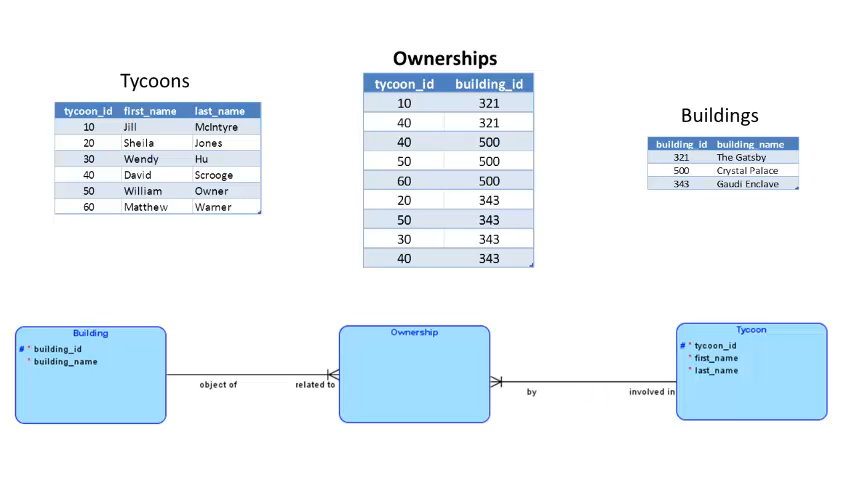 Tycoons
tycoon_id first_name last_name
10 Jill McIntyre
20 Sheila Jones
30 Wendy Hu
40 David Scrooge
50 William Owner
60 Matthew Warner
Ownerships
tycoon_id building_id
10 321
40 321
40 500
50 500
60 500
20 343
50 343
30 343
40 343
Buildings
building_id building_name
321 The Gatsby
500 Crystal Palace
343 Gaudi Enclave
Building
# * building_id
* building_name
object of
related to
Ownership
by
involved in
Tycoon
# * tycoon_id
* first_name
* last_name